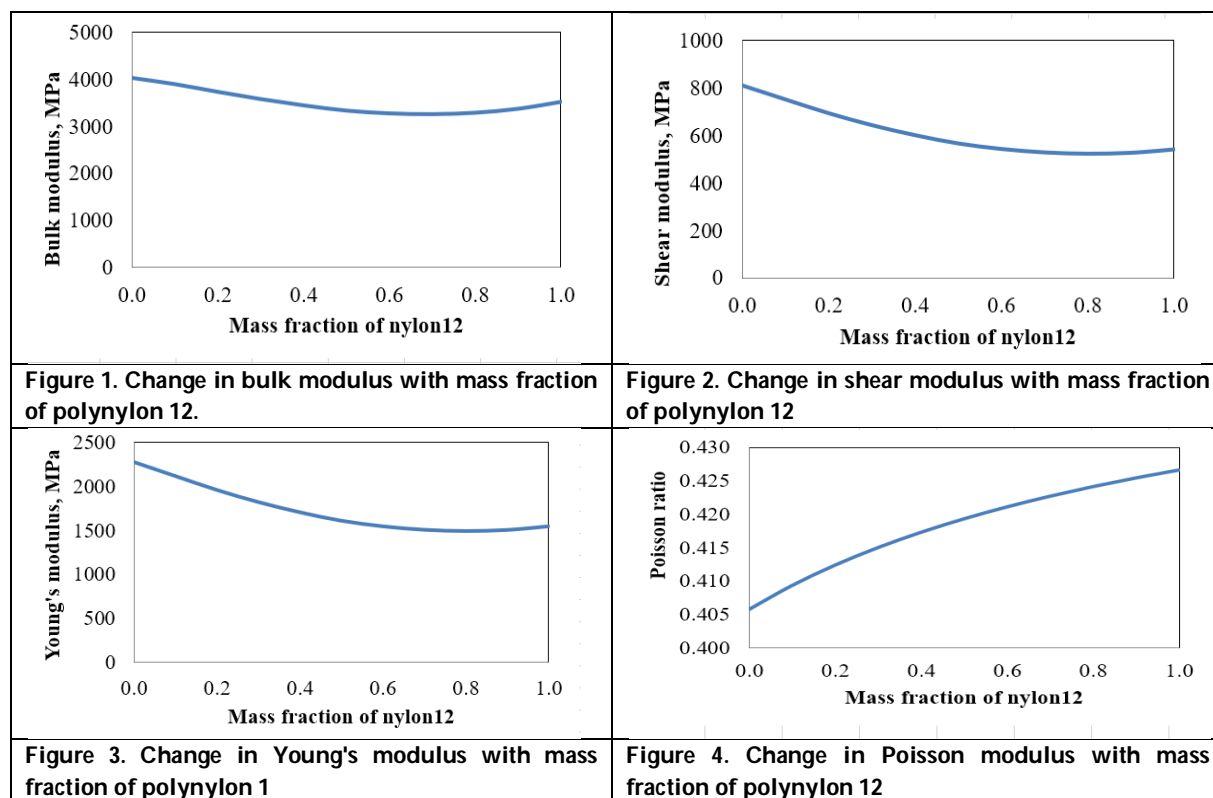 5000
4000
3000
2000
1000
0
Bulk modulus, MPa
0.0 0.2 0.4 0.6 0.8 1.0
Mass fraction of nylon12
Figure 1. Change in bulk modulus with mass fraction
of polynylon 12.
1000
800
600
400
200
0
Shear modulus, MPa
0.0 0.2 0.4 0.6 0.8 1.0
Mass fraction of nylon12
Figure 2. Change in shear modulus with mass fraction
of polynylon 12
2500
2000
1500
1000
500
0
Young's modulus, MPa
0.0 0.2 0.4 0.6 0.8 1.0
Mass fraction of nylon12
Figure 3. Change in Young's modulus with mass
fraction of polynylon 1
0.430
0.425
0.420
0.415
0.410
0.405
0.400
Poisson ratio
0.0 0.2 0.4 0.6 0.8 1.0
Mass fraction of nylon12
Figure 4. Change in Poisson modulus with mass
fraction of polynylon 12